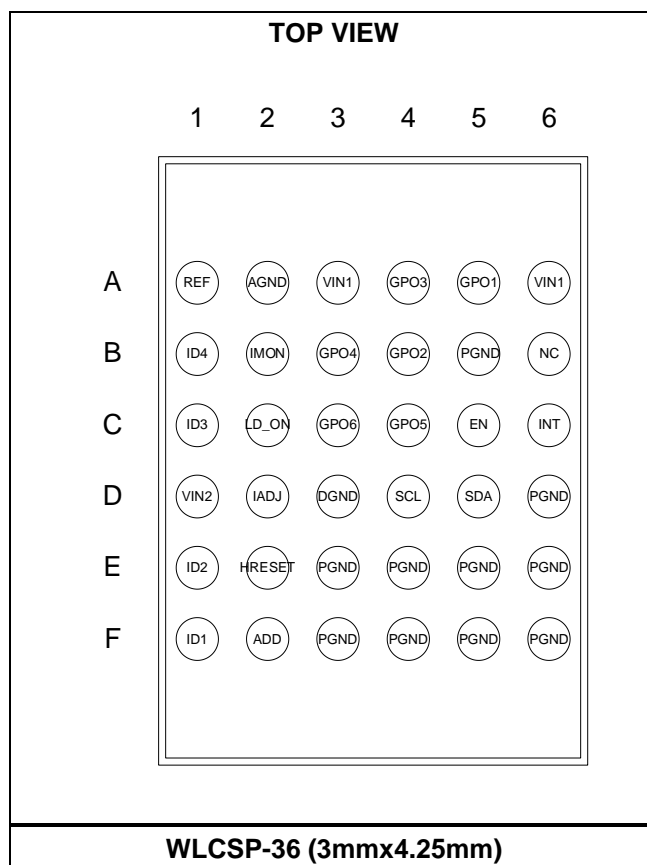 TOP VIEW
1 2 3 4 5 6
A REF AGND VIN1 GPO3 GPO1 VIN1
B ID4 IMON GPO4 GPO2 PGND NC
C ID3 LD_ON GPO6 GPO5 EN INT
D VIN2 IADJ DGND SCL SDA PGND
E ID2 HRESET PGND PGND PGND PGND
F ID1 ADD PGND PGND PGND PGND
WLCSP-36 (3mmx4.25mm)